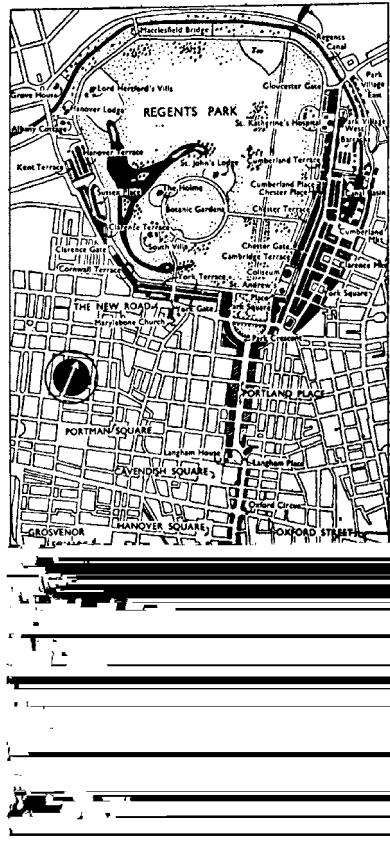 Macclesfield Bridge
Regents
Canal
Zoo
Park
Village
East
Grove House
Lord Hertford's Villa
Gloucester Gate
Hanover Lodge
REGENTS PARK
Albany Cottage
St. Katherine's Hospital
Park Village
West
Hanover Terrace
St. John's Lodge
Cumberland Terrace
Kent Terrace
Sussex Place
The Holme
Cumberland Place
Chester Place
Basin
Botanic Gardens
Chester Terrace
Cumberland
Clarence Terrace
South Villa
Chester Gate
Clarence Gate
Cambridge Terrace
Coliseum
Cornwall Terrace
York Terrace
St. Andrew's
Place
York Square
THE NEW ROAD
York Gate
Square
Marylebone Church
Park Crescent
PORTLAND PLACE
PORTMAN SQUARE
Langham House
Langham Place
CAVENDISH SQUARE
Oxford Circus
GROSVENOR
HANOVER SQUARE
OXFORD STREET